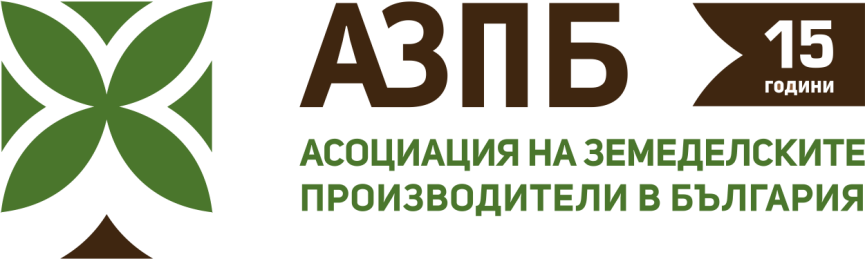 АЗПБ
15
години
АСОЦИАЦИЯ НА ЗЕМЕДЕЛСКИТЕ
ПРОИЗВОДИТЕЛИ В БЪЛГАРИЯ